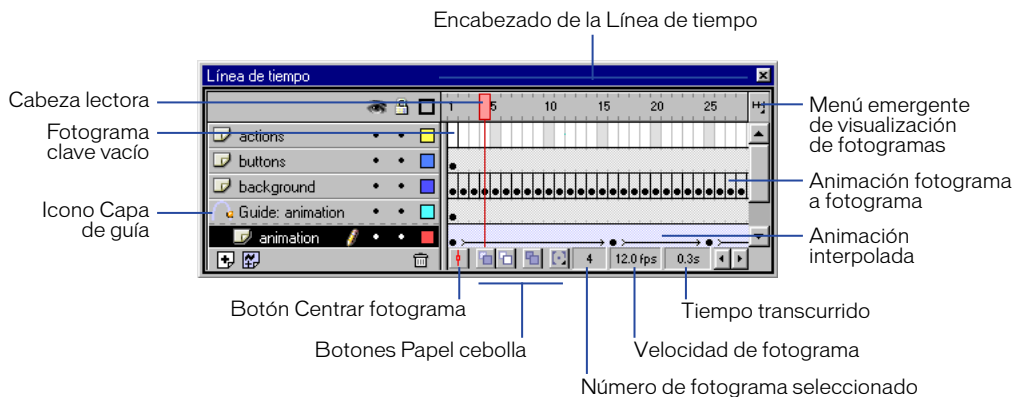 Encabezado de la Línea de tiempo
Línea de tiempo
Cabeza lectora
1 5 10 15 20 25
Menú emergente
de visualización
de fotogramas
Fotograma
clave vacío
actions
buttons
background
Animación fotograma
a fotograma
Icono Capa
de guía
Guide: animation
animation
Animación
interpolada
4 12.0 fps 0.3s
Botón Centrar fotograma
Tiempo transcurrido
Botones Papel cebolla
Velocidad de fotograma
Número de fotograma seleccionado